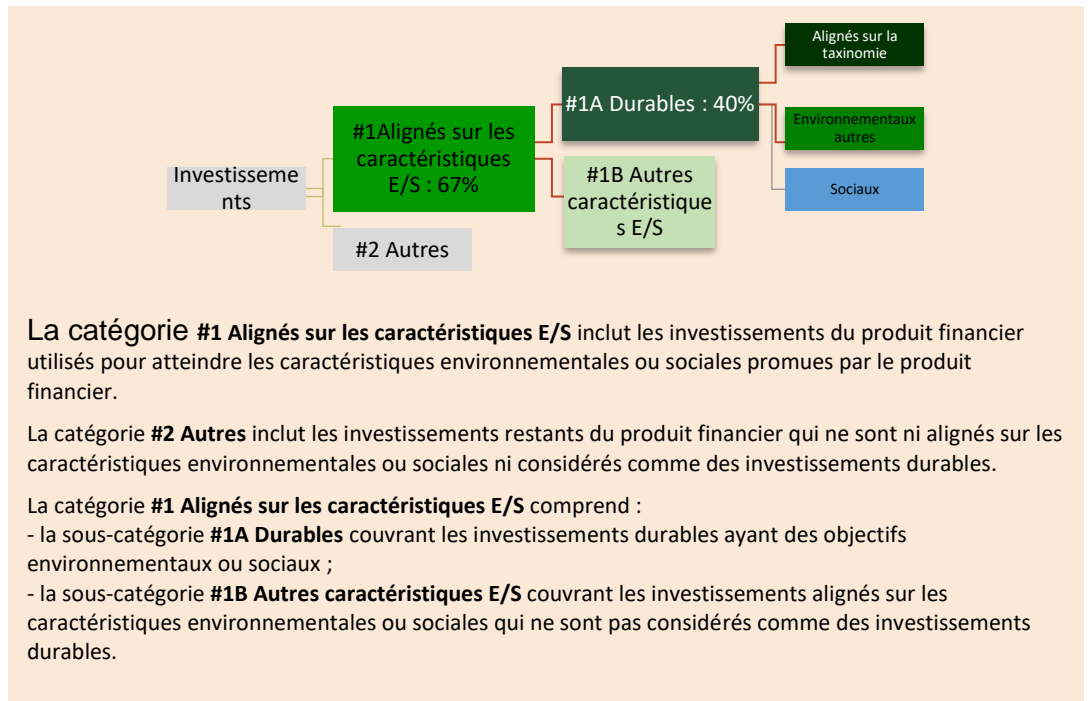 Alignés sur la
taxinomie
#1A Durables : 40%
Environnementaux
autres
#1Alignés sur les
caractéristiques
E/S : 67%
Investisseme
nts
#1B Autres
caractéristique
s E/S
Sociaux
#2 Autres
La catégorie #1 Alignés sur les caractéristiques E/S inclut les investissements du produit financier
utilisés pour atteindre les caractéristiques environnementales ou sociales promues par le produit
financier.
La catégorie #2 Autres inclut les investissements restants du produit financier qui ne sont ni alignés sur les
caractéristiques environnementales ou sociales ni considérés comme des investissements durables.
La catégorie #1 Alignés sur les caractéristiques E/S comprend :
- la sous-catégorie #1A Durables couvrant les investissements durables ayant des objectifs
environnementaux ou sociaux ;
- la sous-catégorie #1B Autres caractéristiques E/S couvrant les investissements alignés sur les
caractéristiques environnementales ou sociales qui ne sont pas considérés comme des investissements
durables.